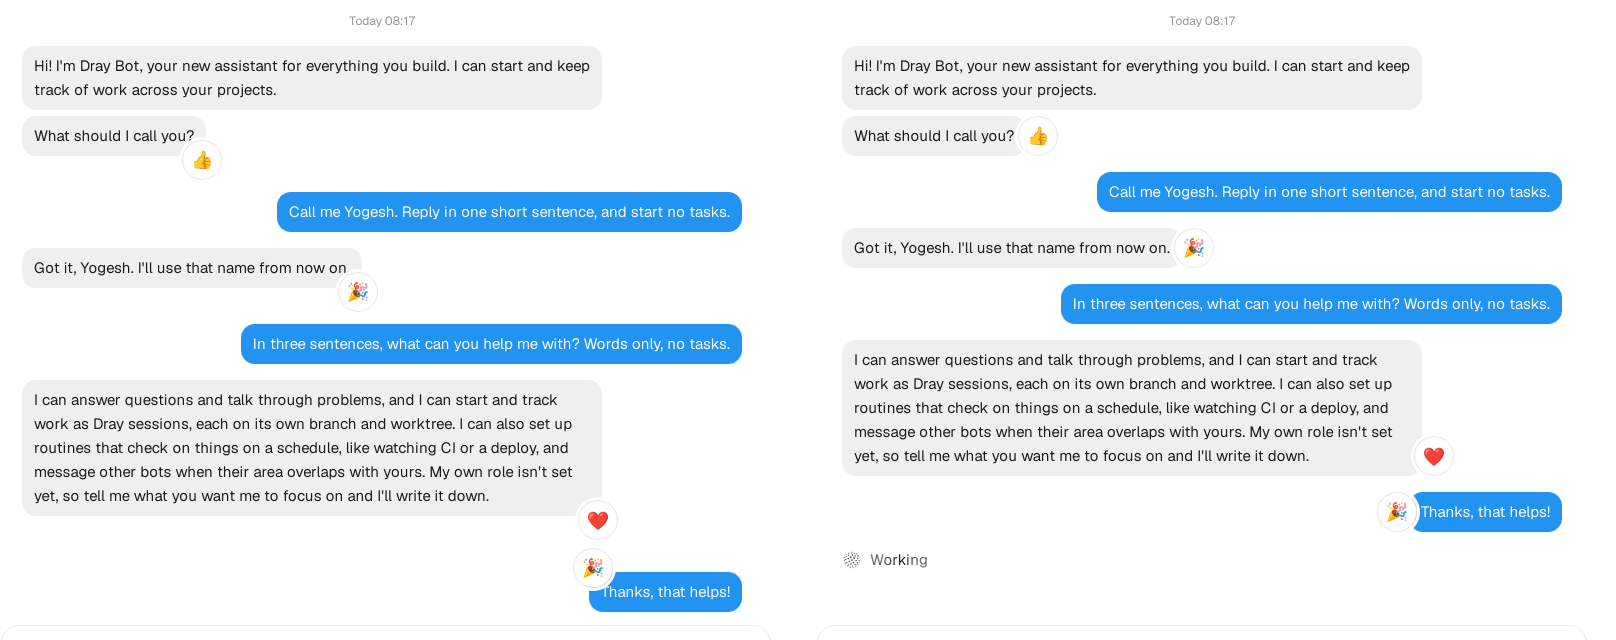 Today 08:17
Hi! I'm Dray Bot, your new assistant for everything you build. I can start and keep
track of work across your projects.
What should I call you?
👍
Call me Yogesh. Reply in one short sentence, and start no tasks.
Got it, Yogesh. I'll use that name from now on
🎉
In three sentences, what can you help me with? Words only, no tasks.
I can answer questions and talk through problems, and I can start and track
work as Dray sessions, each on its own branch and worktree. I can also set up
routines that check on things on a schedule, like watching CI or a deploy, and
message other bots when their area overlaps with yours. My own role isn't set
yet, so tell me what you want me to focus on and I'll write it down.
❤️
🎉
Thanks, that helps!
Today 08:17
Hi! I'm Dray Bot, your new assistant for everything you build. I can start and keep
track of work across your projects.
What should I call you?
👍
Call me Yogesh. Reply in one short sentence, and start no tasks.
Got it, Yogesh. I'll use that name from now on.
🎉
In three sentences, what can you help me with? Words only, no tasks.
I can answer questions and talk through problems, and I can start and track
work as Dray sessions, each on its own branch and worktree. I can also set up
routines that check on things on a schedule, like watching CI or a deploy, and
message other bots when their area overlaps with yours. My own role isn't set
yet, so tell me what you want me to focus on and I'll write it down.
❤️
🎉
Thanks, that helps!
Working